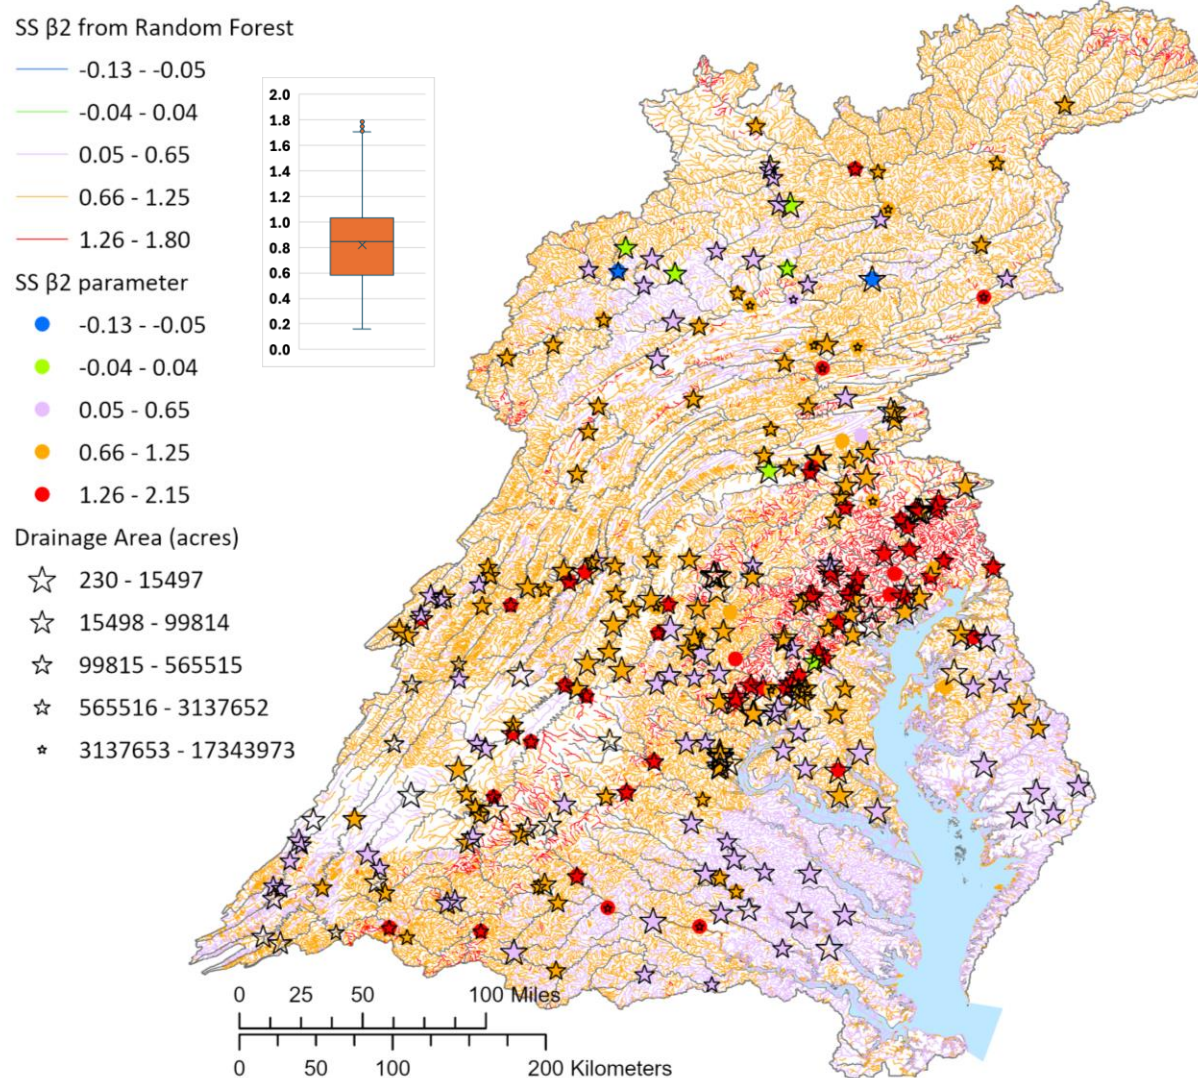 SS β2 from Random Forest
-0.13 - -0.05
-0.04 - 0.04
0.05 - 0.65
0.66 - 1.25
1.26 - 1.80
SS β2 parameter
-0.13 - -0.05
-0.04 - 0.04
0.05 - 0.65
0.66 - 1.25
1.26 - 2.15
Drainage Area (acres)
230 - 15497
15498 - 99814
99815 - 565515
565516 - 3137652
3137653 - 17343973
2.0
1.8
1.6
1.4
1.2
1.0
0.8
0.6
0.4
0.2
0.0
0 25 50 100 Miles
0 50 100 200 Kilometers